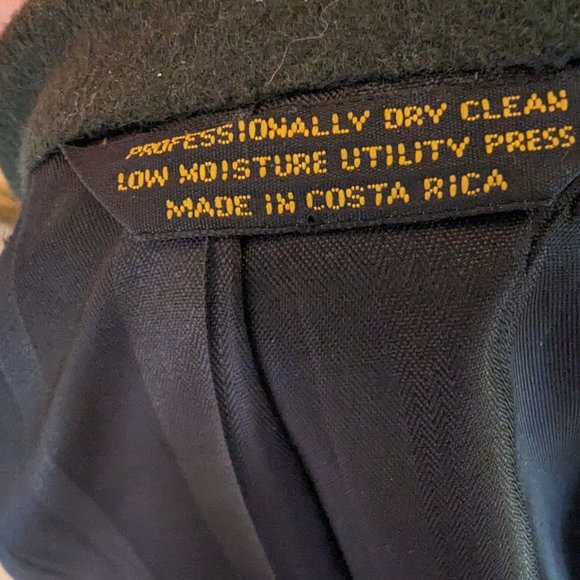 PROFESSIONALLY DRY CLEAN
LOW MOISTURE UTILITY PRESS
MADE IN COSTA RICA